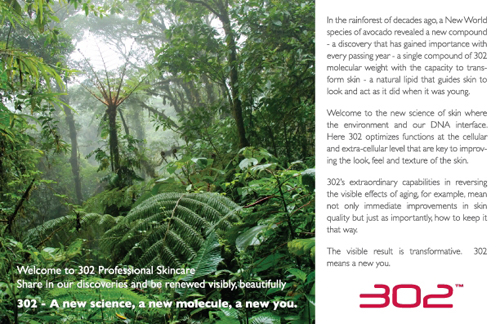 In the rainforest of decades ago, a New World
species of avocado revealed a new compound
- a discovery that has gained importance with
every passing year - a single compound of 302
molecular weight with the capacity to trans-
form skin - a natural lipid that guides skin to
look and act as it did when it was young.
Welcome to the new science of skin where
the environment and our DNA interface.
Here 302 optimizes functions at the cellular
and extra-cellular level that are key to improv-
ing the look, feel and texture of the skin.
302's extraordinary capabilities in reversing
the visible effects of aging, for example, mean
not only immediate improvements in skin
quality but just as importantly, how to keep it
that way.
The visible result is transformative. 302
means a new you.
Welcome to 302 Professional Skincare
Share in our discoveries and be renewed visibly, beautifully
302 - A new science, a new molecule, a new you.
302™